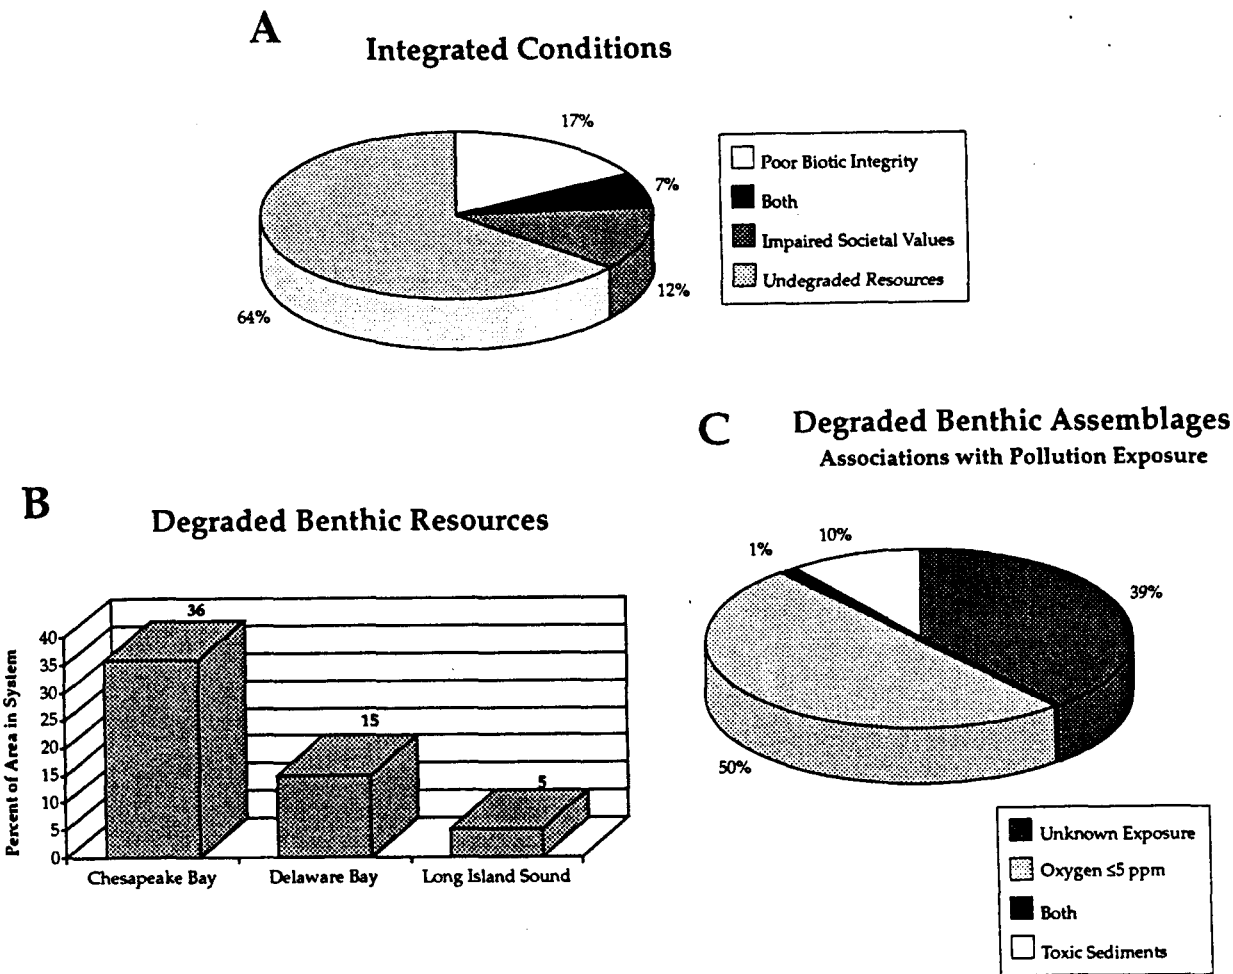 A
Integrated Conditions
17%
7%
12%
64%
Poor Biotic Integrity
Both
Impaired Societal Values
Undegraded Resources
B
Degraded Benthic Resources
Percent of Area in System
40
35
30
25
20
15
10
5
0
36
15
5
Chesapeake Bay
Delaware Bay
Long Island Sound
C
Degraded Benthic Assemblages
Associations with Pollution Exposure
1%
10%
39%
50%
Unknown Exposure
Oxygen ≤5 ppm
Both
Toxic Sediments